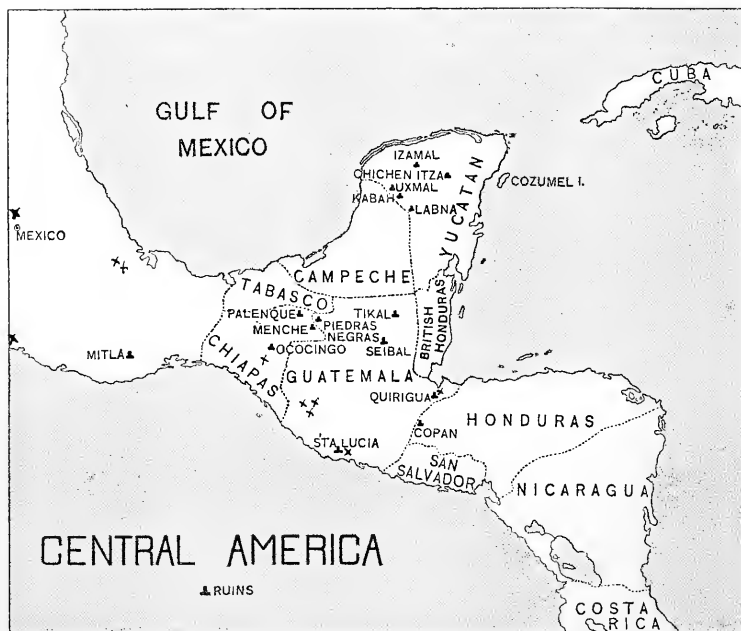 CUBA
GULF OF
MEXICO
IZAMAL
CHICHEN ITZA
UXMAL
KABAH
LABNA
YUCATAN
COZUMEL I.
MEXICO
CAMPECHE
TABASCO
BRITISH
HONDURAS
PALENQUE
TIKAL
MENCHE
PIEDRAS
NEGRAS
MITLA
OCOCINGO
SEIBAL
CHIAPAS
GUATEMALA
QUIRIGUA
HONDURAS
COPAN
STA LUCIA
SAN
SALVADOR
NICARAGUA
CENTRAL AMERICA
RUINS
COSTA
RICA